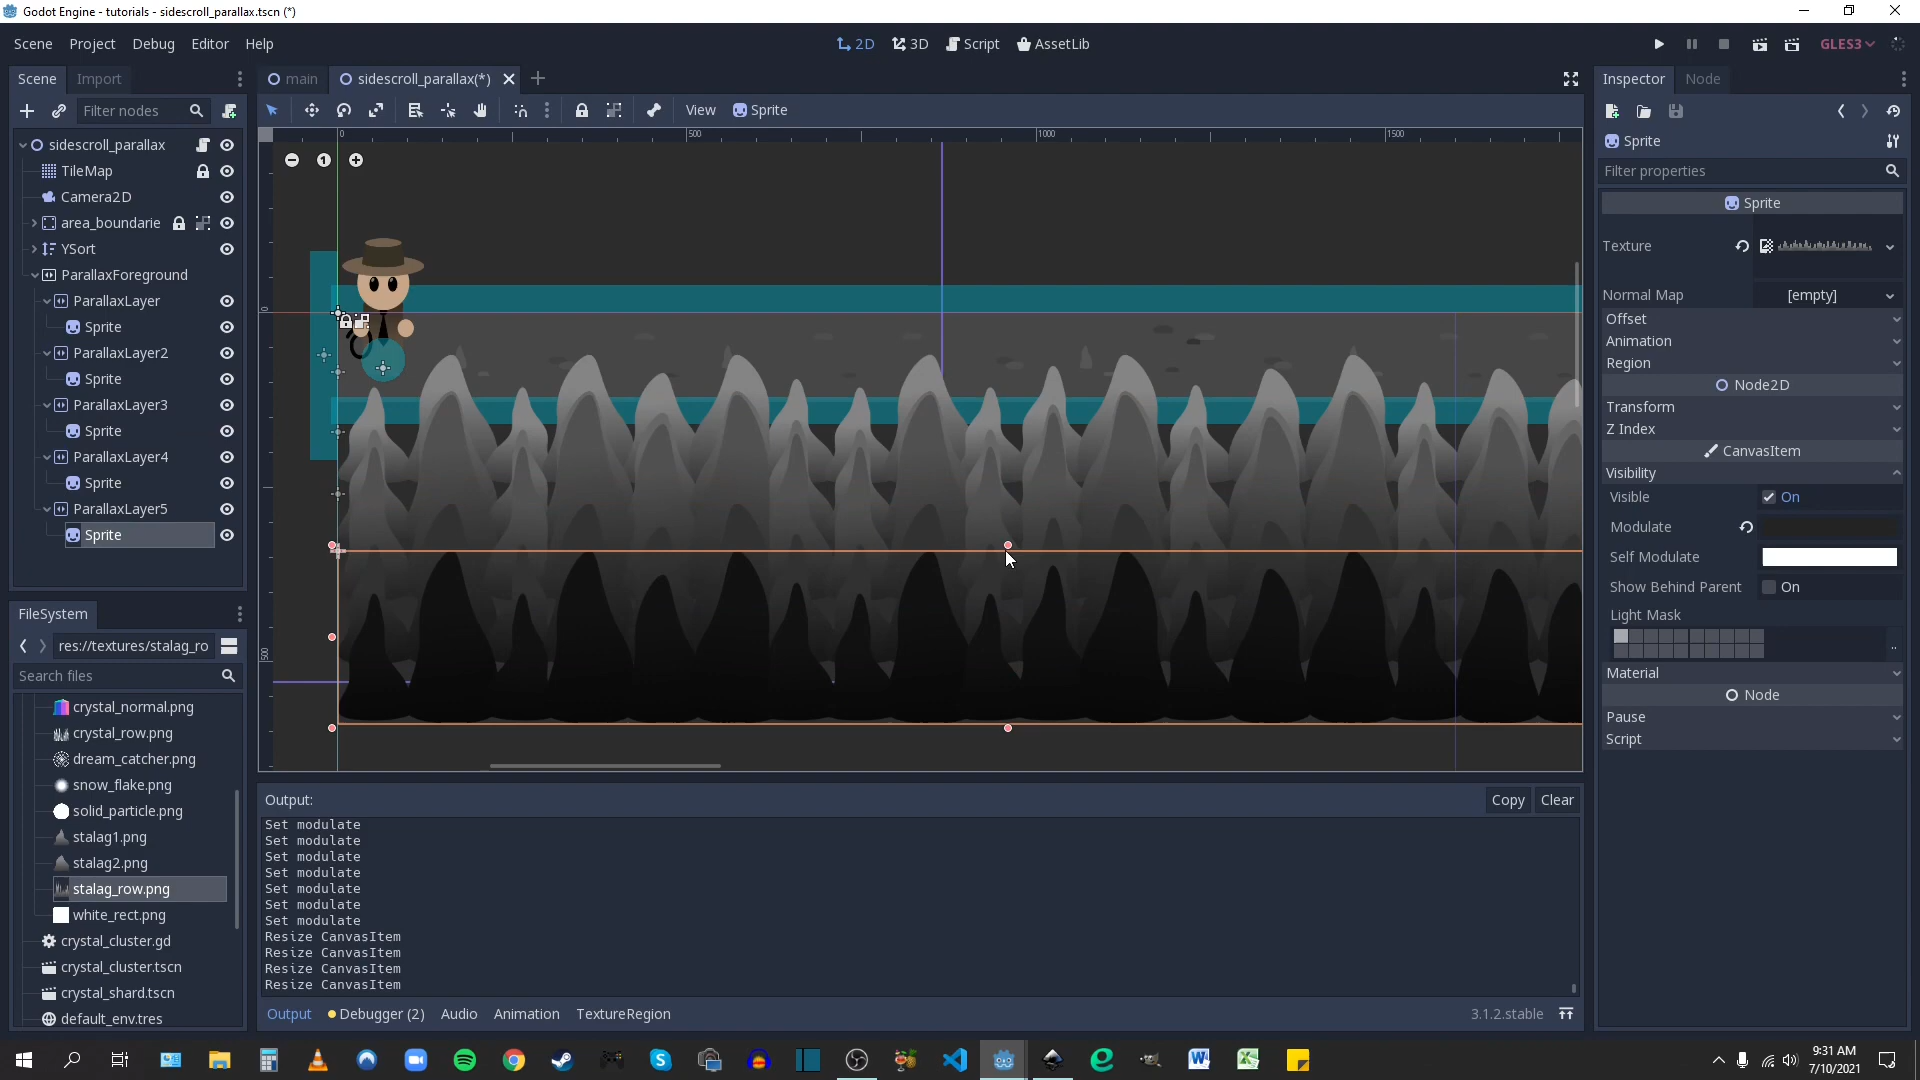 Godot Engine - tutorials - sidescroll_parallax.tscn (*)
Scene Project Debug Editor Help
2D 3D Script AssetLib
GLES3
Scene Import
main sidescroll_parallax(*)
Inspector Node
Filter nodes
View Sprite
sidescroll_parallax
TileMap
Camera2D
area_boundarie
YSort
ParallaxForeground
ParallaxLayer
Sprite
ParallaxLayer2
Sprite
ParallaxLayer3
Sprite
ParallaxLayer4
Sprite
ParallaxLayer5
Sprite
0 500 1000 1500
0
500
1
Sprite
Filter properties
Sprite
Texture
Normal Map [empty]
Offset
Animation
Region
Node2D
Transform
Z Index
CanvasItem
Visibility
Visible On
Modulate
Self Modulate
Show Behind Parent On
Light Mask
..
Material
Node
Pause
Script
FileSystem
res://textures/stalag_ro
Search files
crystal_normal.png
crystal_row.png
dream_catcher.png
snow_flake.png
solid_particle.png
stalag1.png
stalag2.png
stalag_row.png
white_rect.png
crystal_cluster.gd
crystal_cluster.tscn
crystal_shard.tscn
default_env.tres
Output:
Copy Clear
Set modulate
Set modulate
Set modulate
Set modulate
Set modulate
Set modulate
Set modulate
Resize CanvasItem
Resize CanvasItem
Resize CanvasItem
Resize CanvasItem
Output Debugger (2) Audio Animation TextureRegion
3.1.2.stable
9:31 AM
7/10/2021